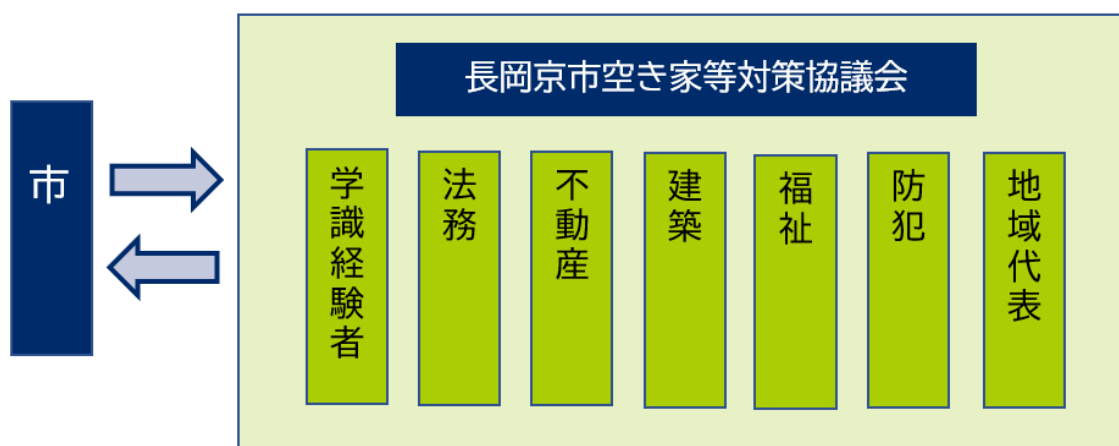 長岡京市空き家等対策協議会
市
学識経験者
法務
不動産
建築
福祉
防犯
地域代表